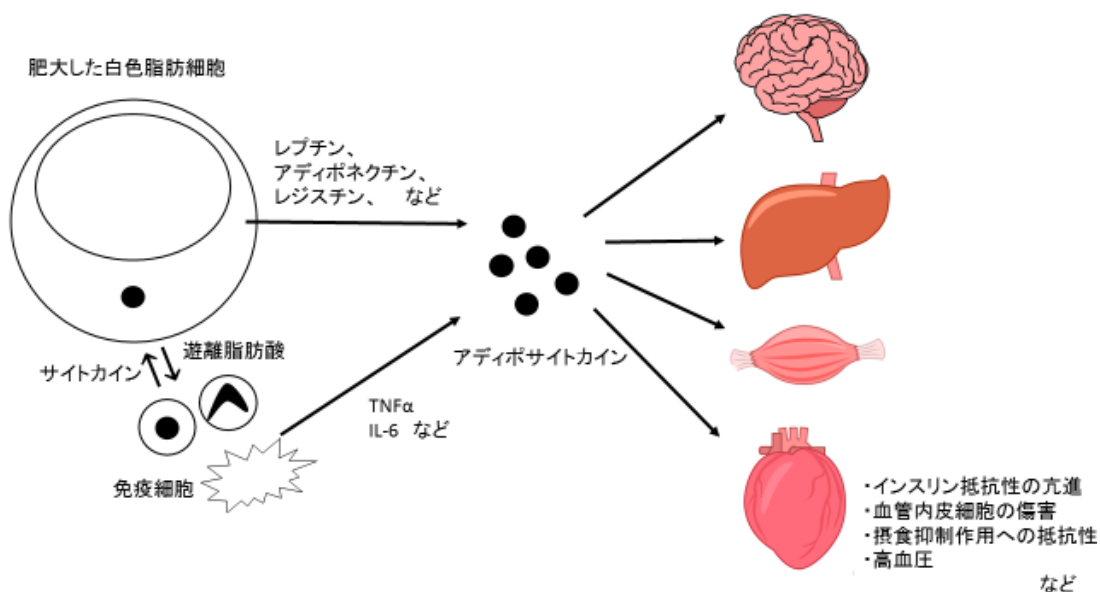 肥大した白色脂肪細胞
レプチン、
アディポネクチン、
レジスチン、 など
サイトカイン
遊離脂肪酸
免疫細胞
TNFα
IL-6 など
アディポサイトカイン
・インスリン抵抗性の亢進
・血管内皮細胞の傷害
・摂食抑制作用への抵抗性
・高血圧
など